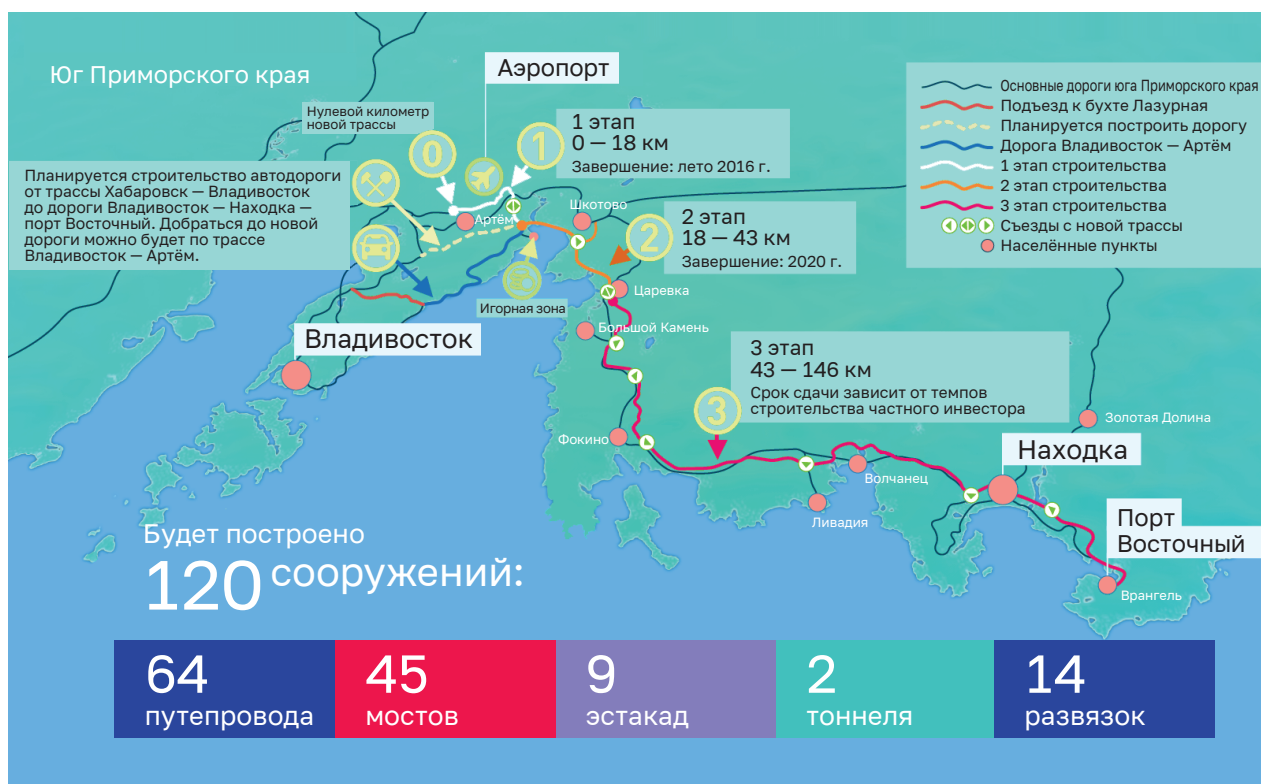 Юг Приморского края
Аэропорт
Нулевой километр
новой трассы
0
1
1 этап
0 — 18 км
Завершение: лето 2016 г.
Основные дороги юга Приморского края
Подъезд к бухте Лазурная
Планируется построить дорогу
Дорога Владивосток — Артём
1 этап строительства
2 этап строительства
3 этап строительства
Съезды с новой трассы
Населённые пункты
Планируется строительство автодороги
от трассы Хабаровск — Владивосток
до дороги Владивосток — Находка —
порт Восточный. Добраться до новой
дороги можно будет по трассе
Владивосток — Артём.
Артём
Шкотово
2
2 этап
18 — 43 км
Завершение: 2020 г.
Игорная зона
Царевка
Большой Камень
Владивосток
3 этап
43 — 146 км
Срок сдачи зависит от темпов
строительства частного инвестора
3
Фокино
Золотая Долина
Находка
Волчанец
Ливадия
Порт
Восточный
Врангель
Будет построено
120 сооружений:
64
путепровода
45
мостов
9
эстакад
2
тоннеля
14
развязок